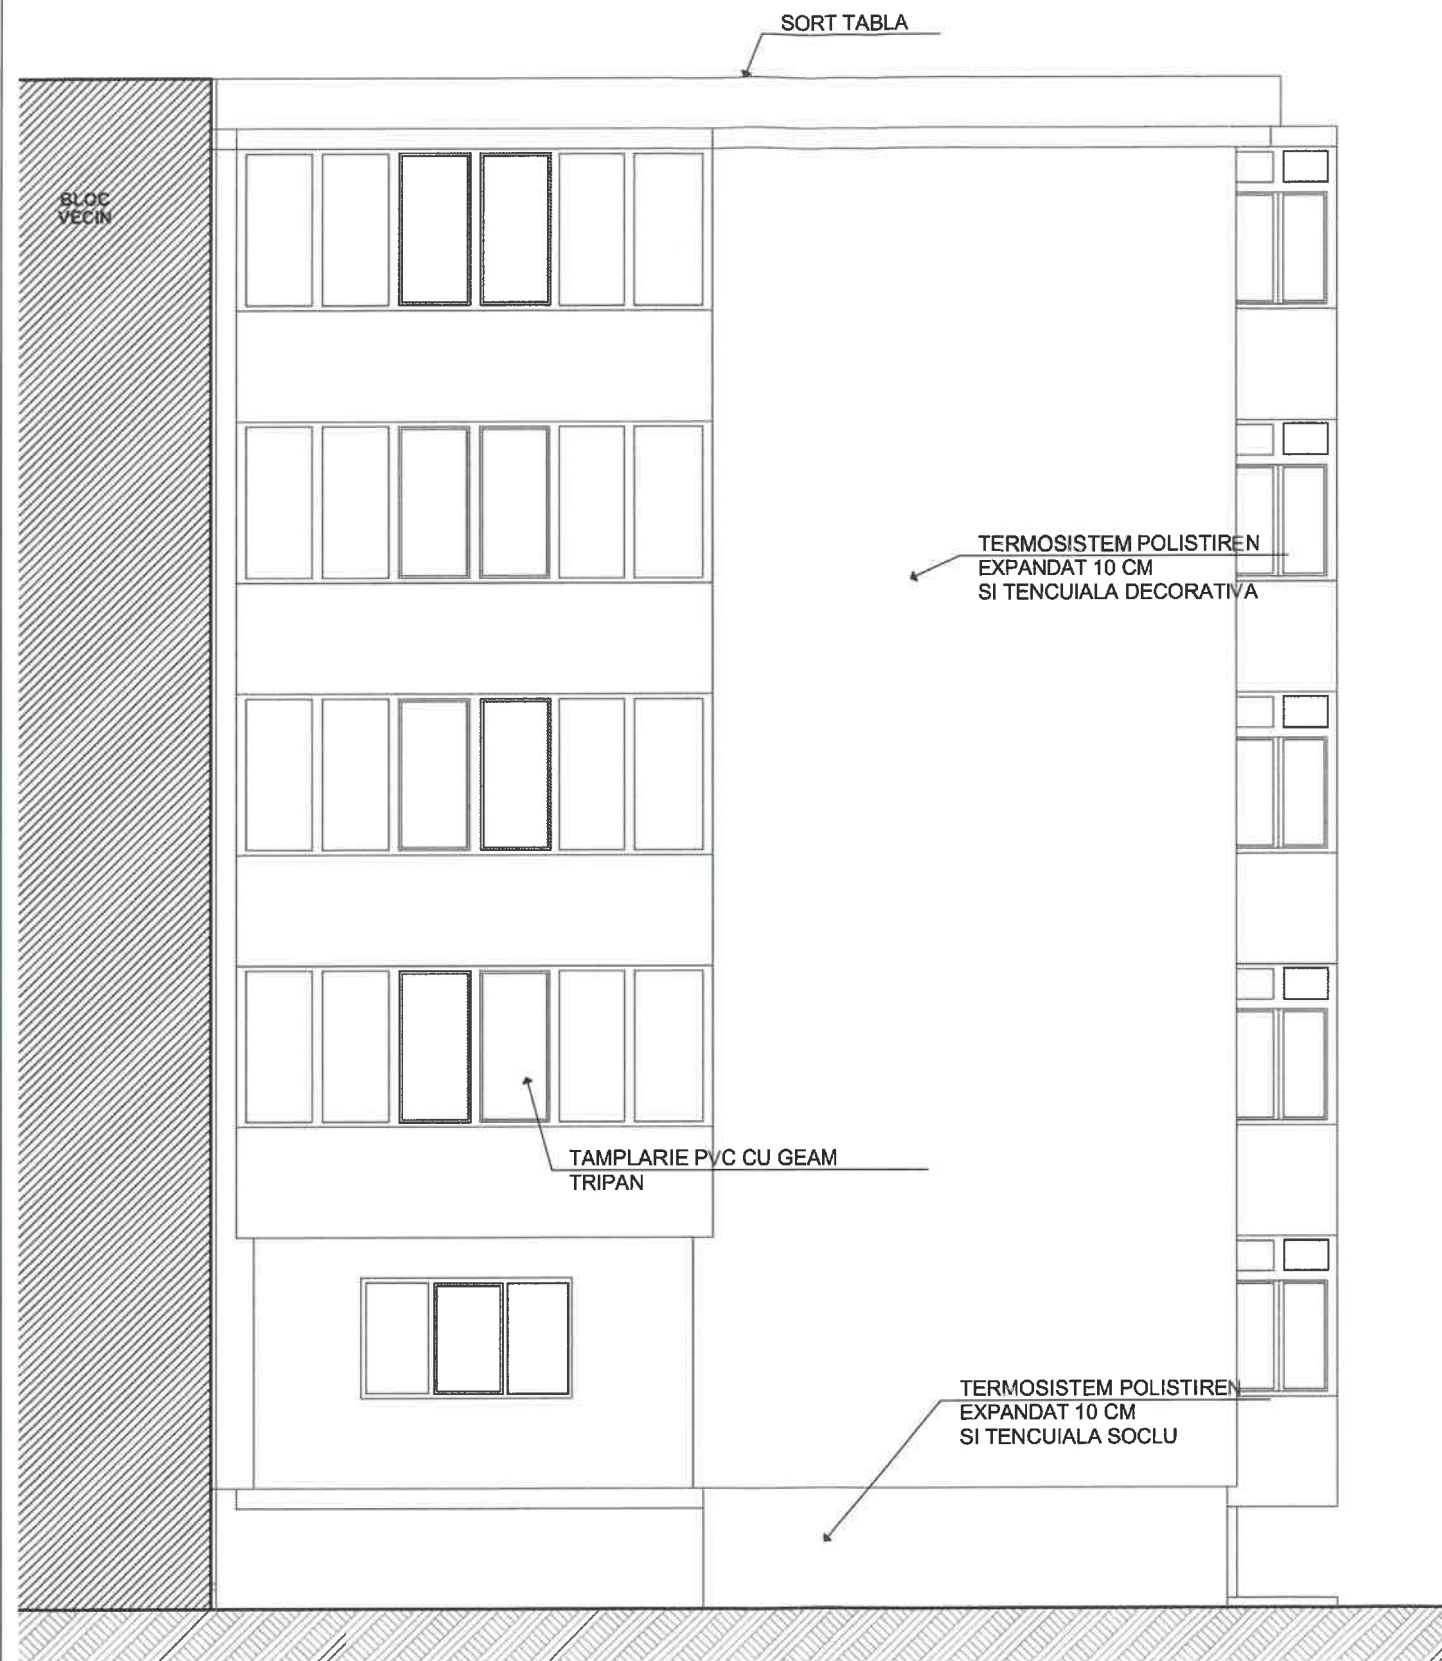 SORT TABLA
BLOC
VECIN
TERMOSISTEM POLISTIREN
EXPANDAT 10 CM
SI TENCUIALA DECORATIVA
TAMPLARIE PVC CU GEAM
TRIPAN
TERMOSISTEM POLISTIREN
EXPANDAT 10 CM
SI TENCUIALA SOCLU